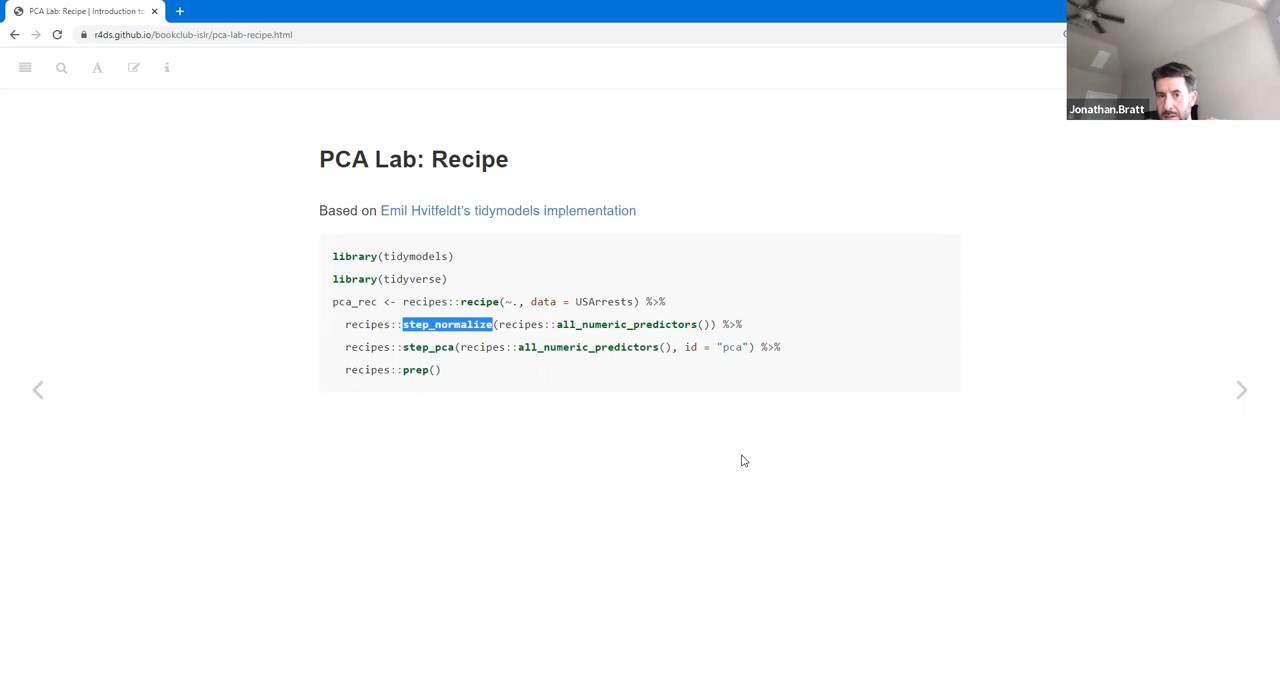 PCA Lab: Recipe | Introduction to
r4ds.github.io/bookclub-islr/pca-lab-recipe.html
Jonathan.Bratt
PCA Lab: Recipe
Based on Emil Hvitfeldt's tidymodels implementation
library(tidymodels)
library(tidyverse)
pca_rec <- recipes::recipe(~., data = USArrests) %>%
recipes::step_normalize(recipes::all_numeric_predictors()) %>%
recipes::step_pca(recipes::all_numeric_predictors(), id = "pca") %>%
recipes::prep()